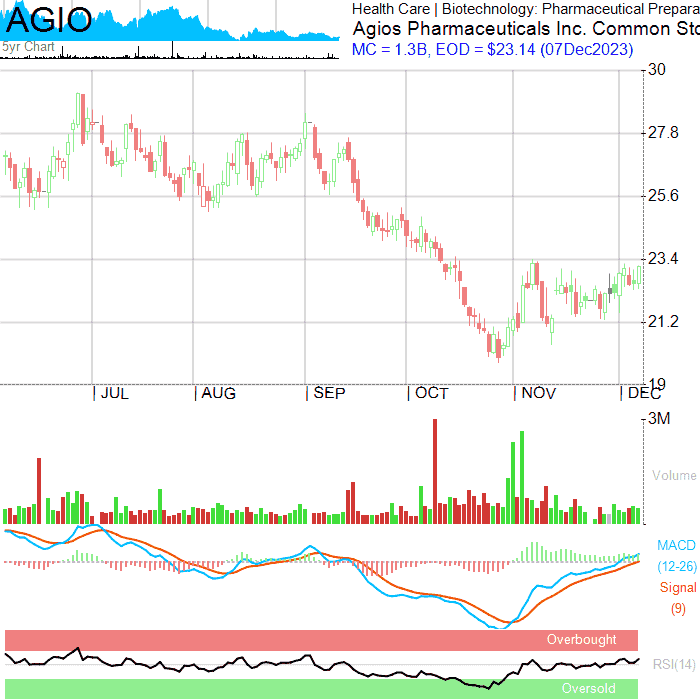 AGIO
5yr Chart
Health Care | Biotechnology: Pharmaceutical Prepara
Agios Pharmaceuticals Inc. Common Sto
MC = 1.3B, EOD = $23.14 (07Dec2023)
30
27.8
25.6
23.4
21.2
19
| JUL | AUG | SEP | OCT | NOV | DEC
3M
Volume
MACD
(12-26)
Signal
(9)
Overbought
RSI(14)
Oversold